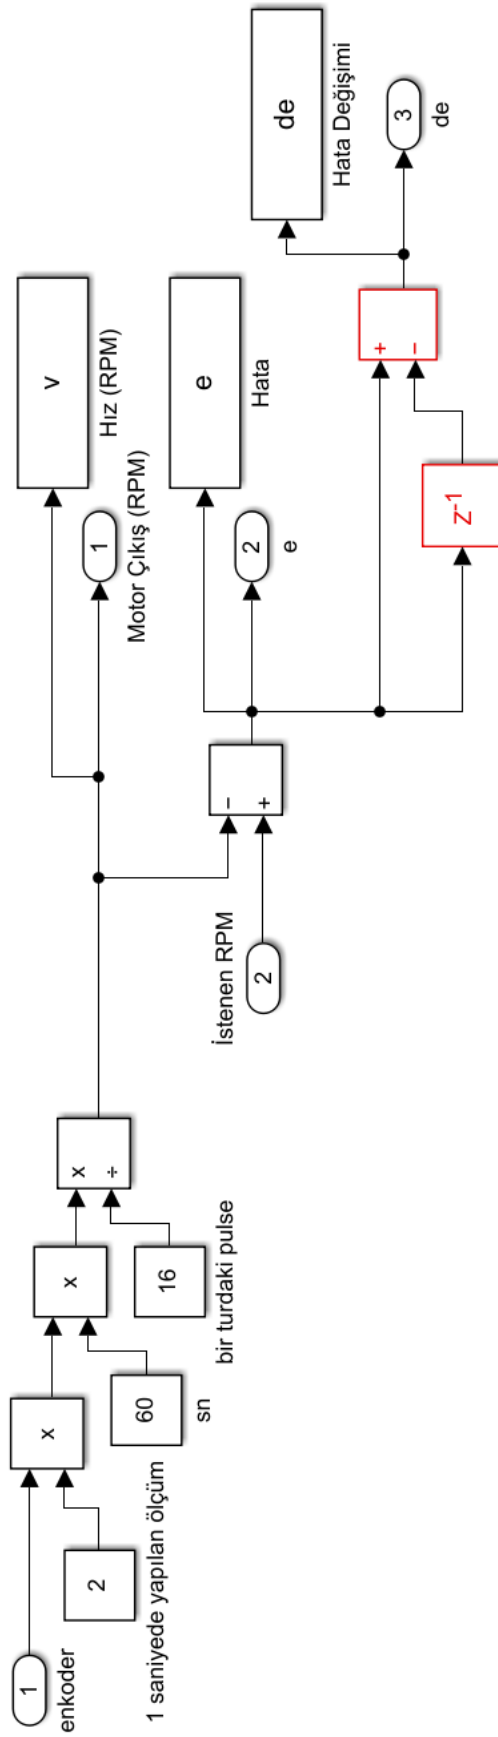 1
enkoder
2
1 saniyede yapılan ölçüm
x
60
sn
x
16
bir turdaki pulse
x
÷
v
Hız (RPM)
1
Motor Çıkış (RPM)
İstenen RPM
2
−
+
e
Hata
2
e
z-1
+
−
de
Hata Değişimi
3
de